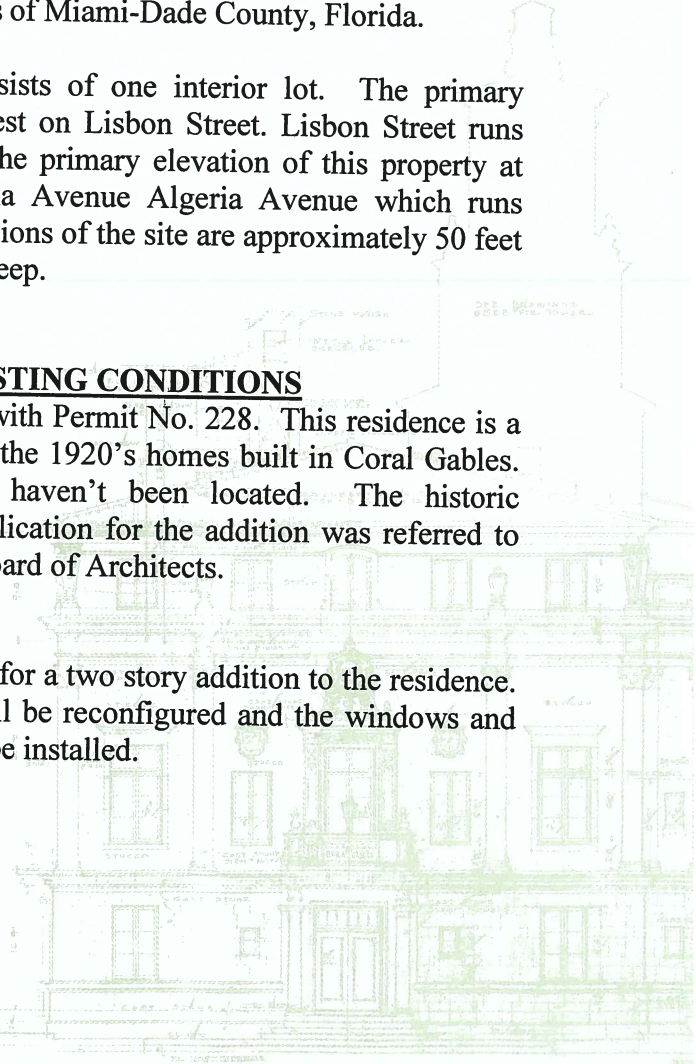 s of Miami-Dade County, Florida.
sists of one interior lot. The primary
est on Lisbon Street. Lisbon Street runs
he primary elevation of this property at
a Avenue Algeria Avenue which runs
ions of the site are approximately 50 feet
eep.
STING CONDITIONS
with Permit No. 228. This residence is a
the 1920's homes built in Coral Gables.
haven't been located. The historic
lication for the addition was referred to
oard of Architects.
for a two story addition to the residence.
ll be reconfigured and the windows and
be installed.